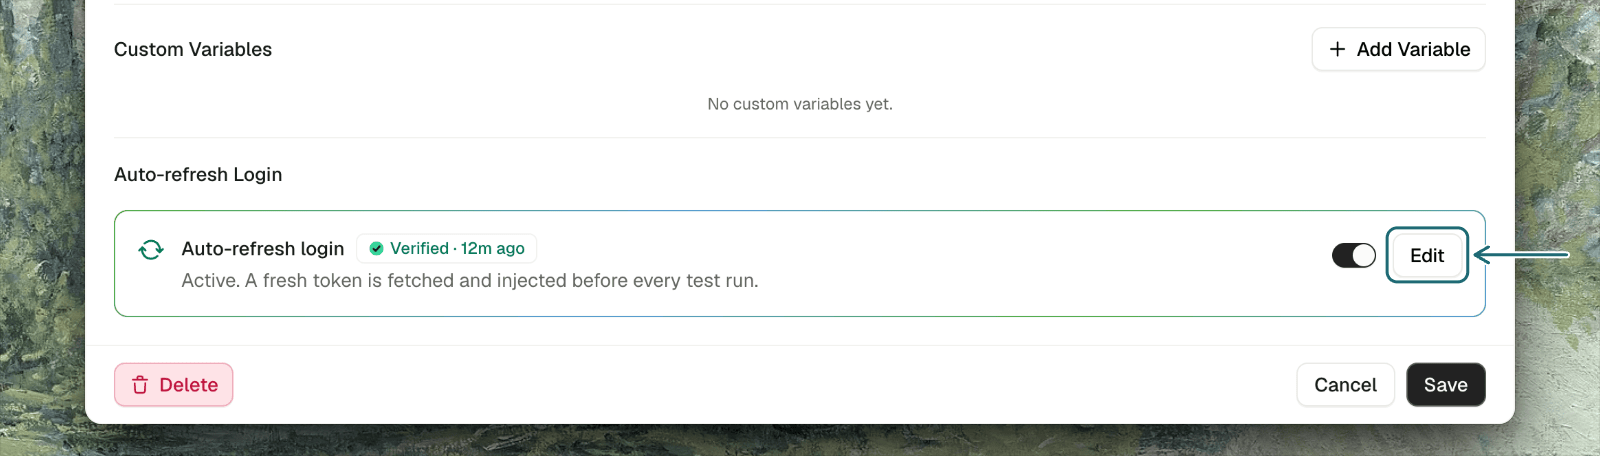 Custom Variables
+ Add Variable
No custom variables yet.
Auto-refresh Login
Auto-refresh login
Verified · 12m ago
Active. A fresh token is fetched and injected before every test run.
Edit
Delete
Cancel
Save